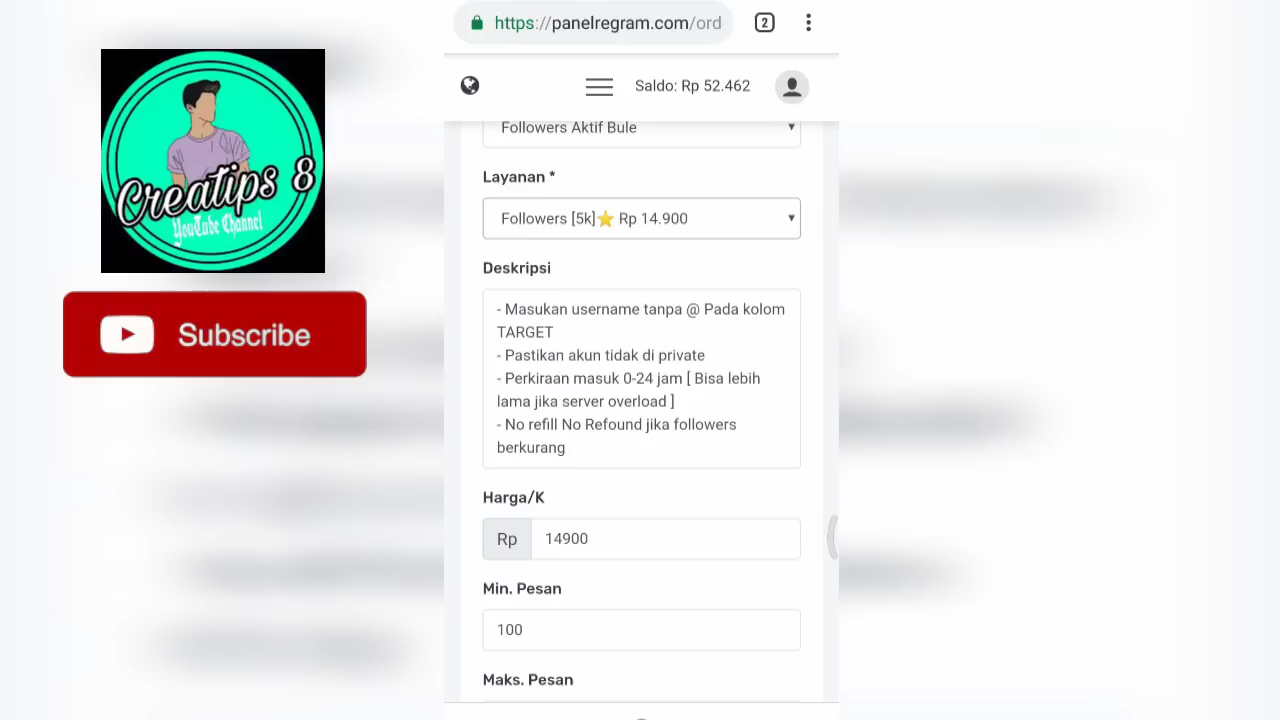 https://panelregram.com/ord
2
Saldo: Rp 52.462
Followers Aktif Bule
Layanan *
Followers [5k]⭐ Rp 14.900
Deskripsi
- Masukan username tanpa @ Pada kolom
TARGET
- Pastikan akun tidak di private
- Perkiraan masuk 0-24 jam [ Bisa lebih
lama jika server overload ]
- No refill No Refound jika followers
berkurang
Harga/K
Rp 14900
Min. Pesan
100
Maks. Pesan
Creatips 8
YouTube Channel
Subscribe